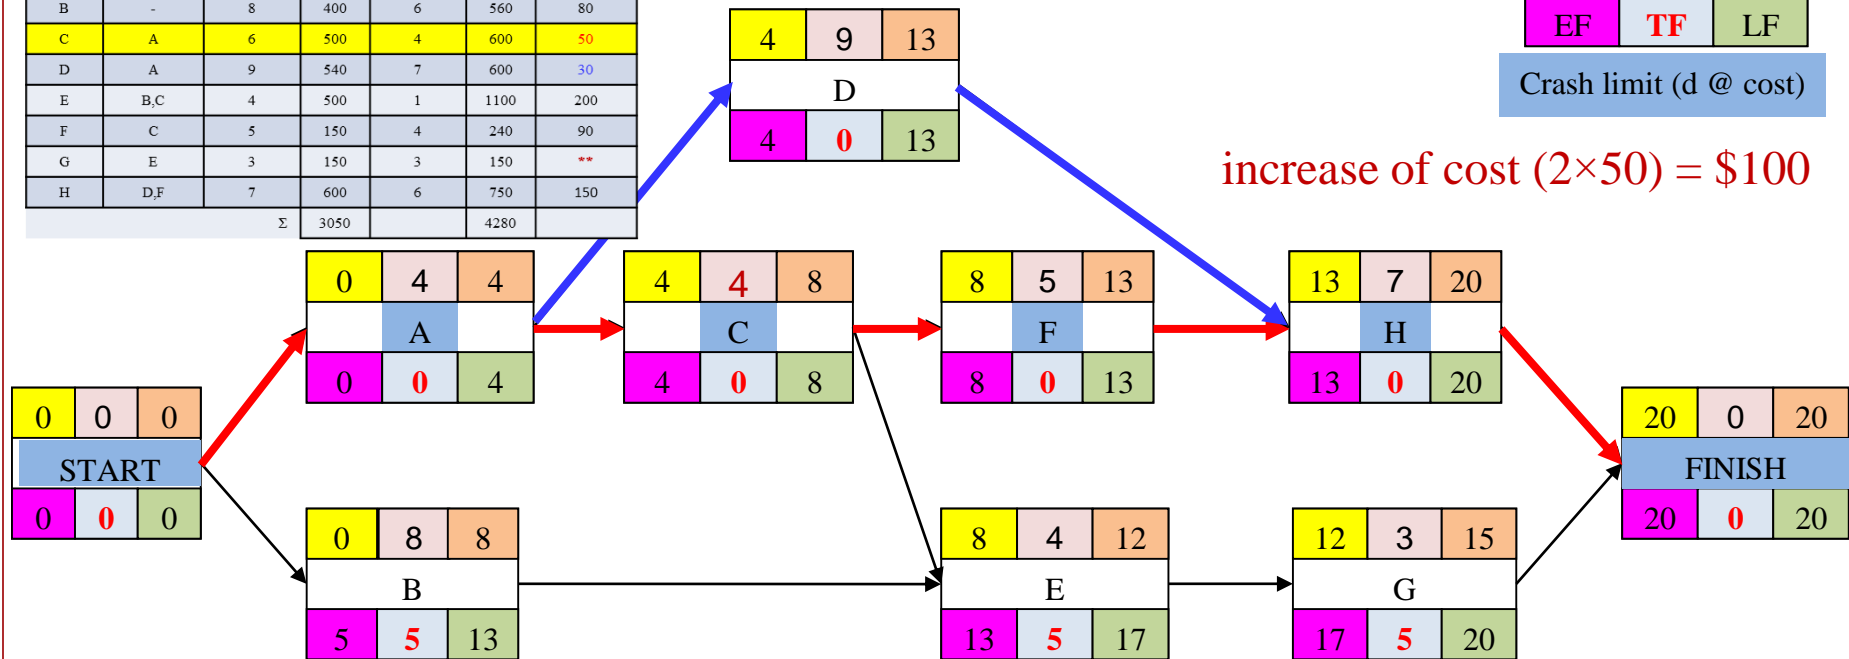 B - 8 400 6 560 80
C A 6 500 4 600 50
D A 9 540 7 600 30
E B,C 4 500 1 1100 200
F C 5 150 4 240 90
G E 3 150 3 150 **
H D,F 7 600 6 750 150
Σ 3050 4280
4 9 13
D
4 0 13
EF TF LF
Crash limit (d @ cost)
increase of cost (2×50) = $100
0 4 4
A
0 0 4
4 4 8
C
4 0 8
8 5 13
F
8 0 13
13 7 20
H
13 0 20
0 0 0
START
0 0 0
20 0 20
FINISH
20 0 20
0 8 8
B
5 5 13
8 4 12
E
13 5 17
12 3 15
G
17 5 20